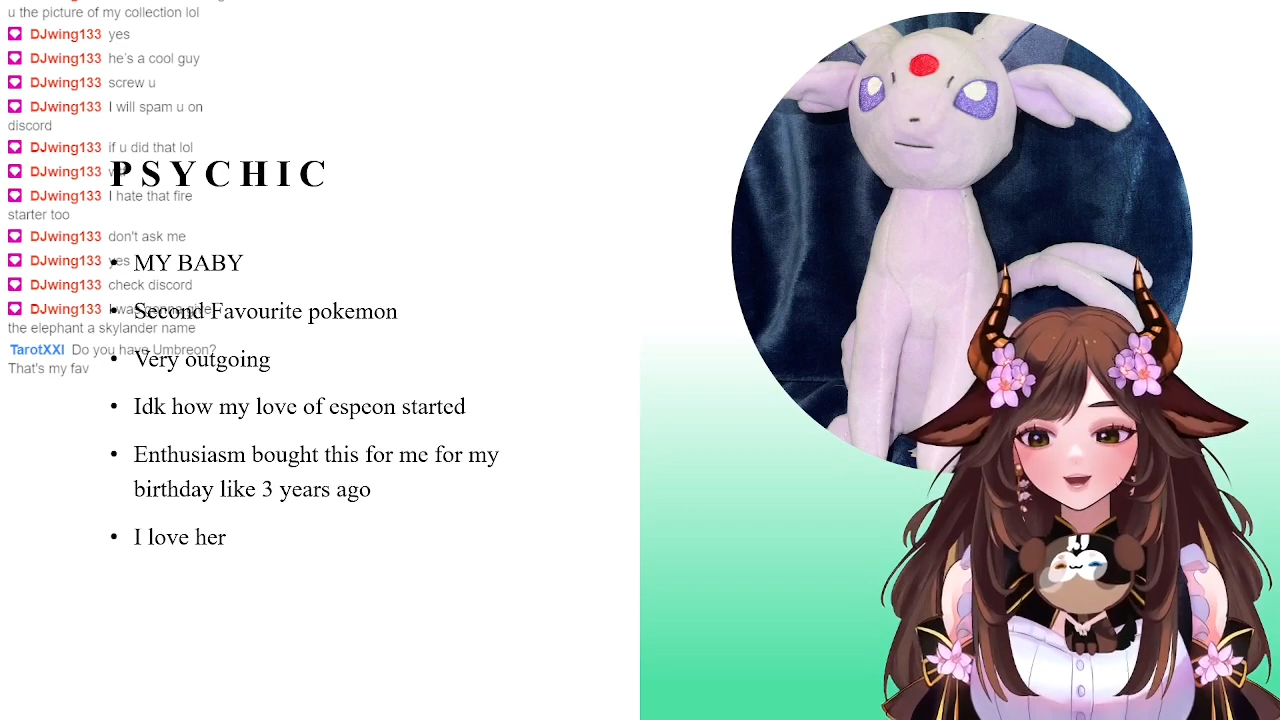 u the picture of my collection lol
DJwing133 yes
DJwing133 he's a cool guy
DJwing133 screw u
DJwing133 I will spam u on
discord
DJwing133 if u did that lol
DJwing133
PSYCHIC
DJwing133 I hate that fire
starter too
DJwing133 don't ask me
DJwing133 yes
• MY BABY
DJwing133 check discord
DJwing133 I was gonna give
the elephant a skylander name
• Second Favourite pokemon
TarotXXI Do you have Umbreon?
That's my fav
• Very outgoing
• Idk how my love of espeon started
• Enthusiasm bought this for me for my
birthday like 3 years ago
• I love her